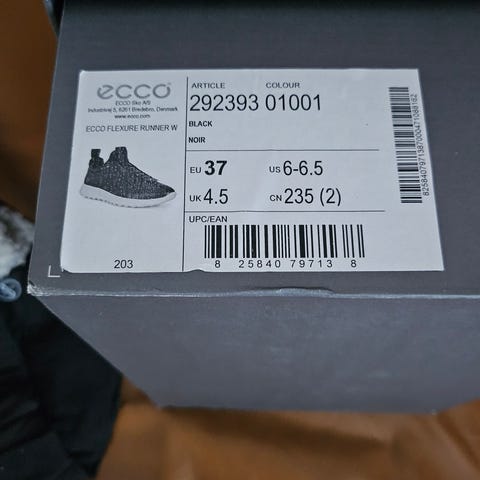 ecco
ECCO Sko A/S
Industrivej 5, 6261 Bredebro, Denmark
www.ecco.com
ECCO FLEXURE RUNNER W
203
ARTICLE COLOUR
292393 01001
BLACK
NOIR
EU 37 US 6-6.5
UK 4.5 CN 235 (2)
UPC/EAN
8 25840 79713 8